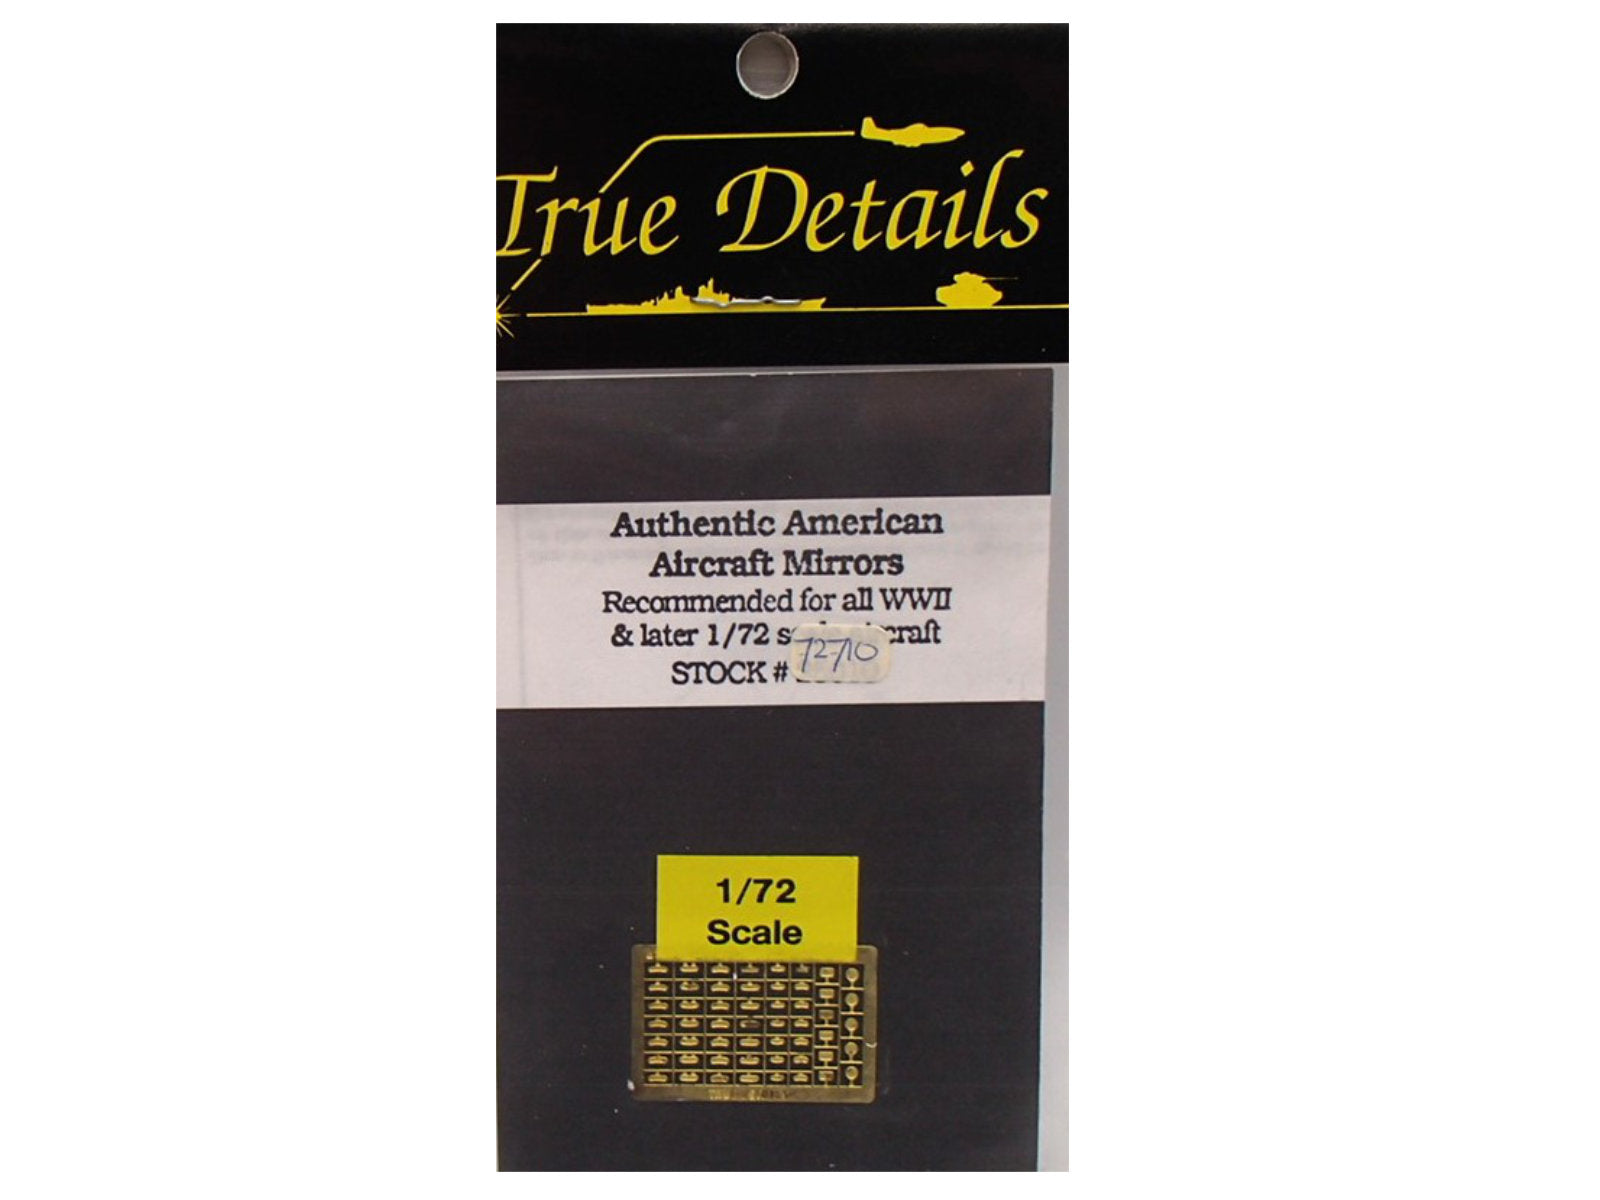 True Details
Authentic American
Aircraft Mirrors
Recommended for all WWII
& later 1/72
STOCK #
72710
1/72
Scale